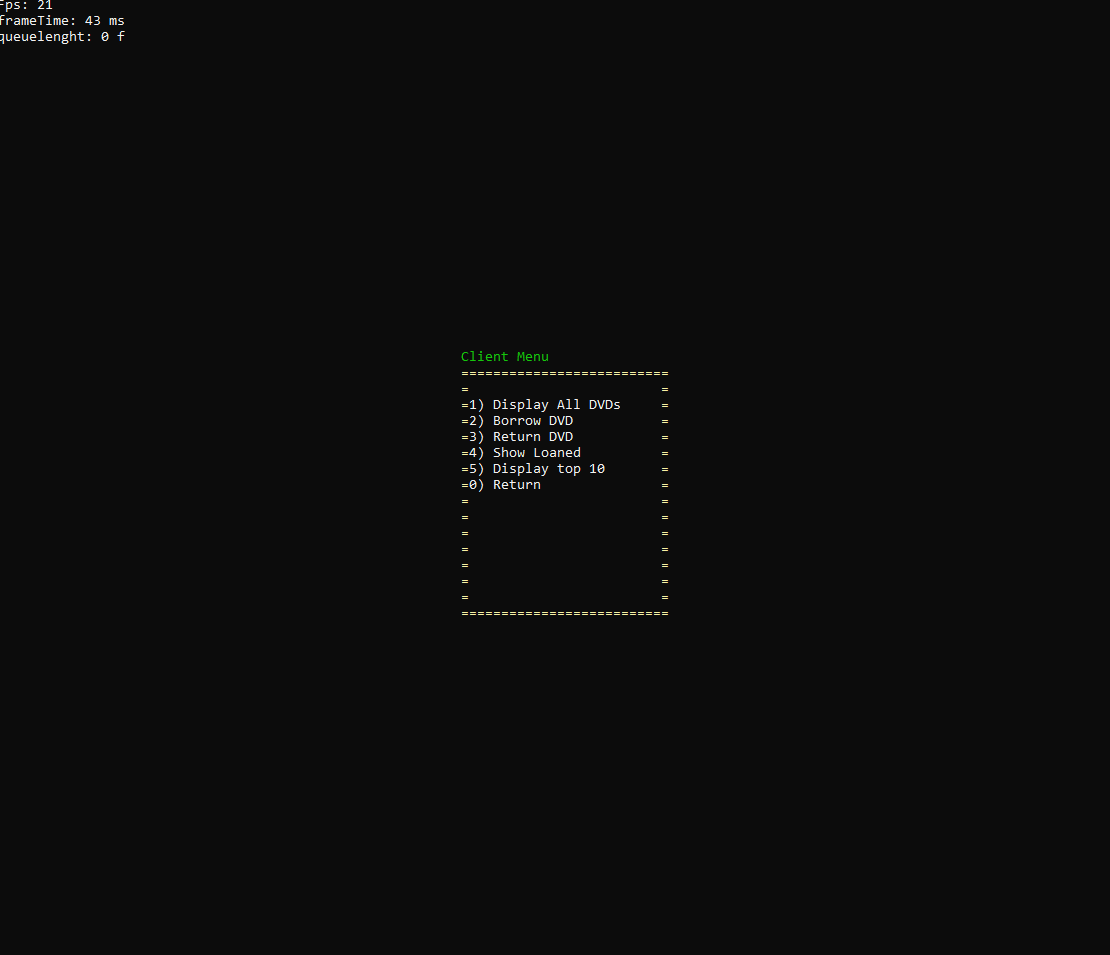 Fps: 21
frameTime: 43 ms
queuelenght: 0 f
Client Menu
==========================
=                        =
=1) Display All DVDs     =
=2) Borrow DVD           =
=3) Return DVD           =
=4) Show Loaned          =
=5) Display top 10       =
=0) Return               =
=                        =
=                        =
=                        =
=                        =
=                        =
=                        =
=                        =
==========================